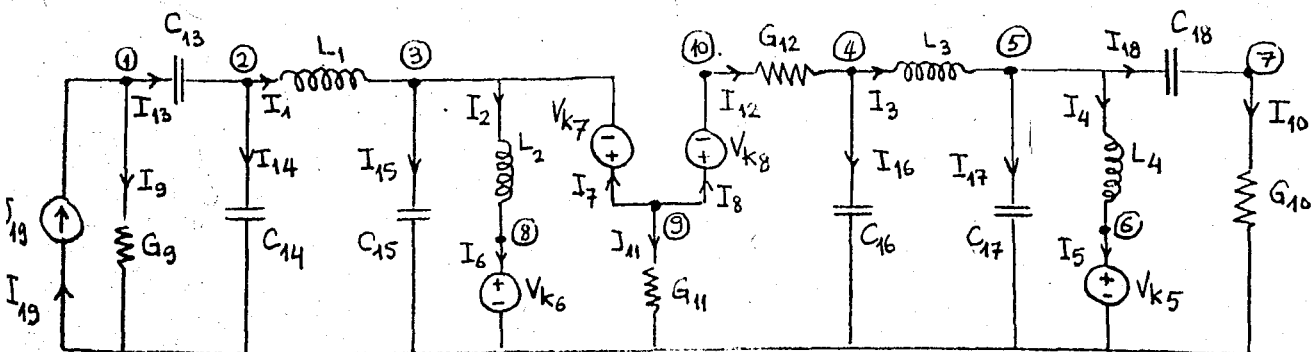 C13 L1 G12 L3 C18
1 2 3 10 4 5 7
I13 I1 I2 VK7 I12 I3 I4 I18 I10
I9 I14 I15 L2 I7 VK8 I8 I16 I17 L4
J19 G9 C14 C15 8 9 C16 C17 6 G10
I19 I6 VK6 J11 G11 I5 VK5